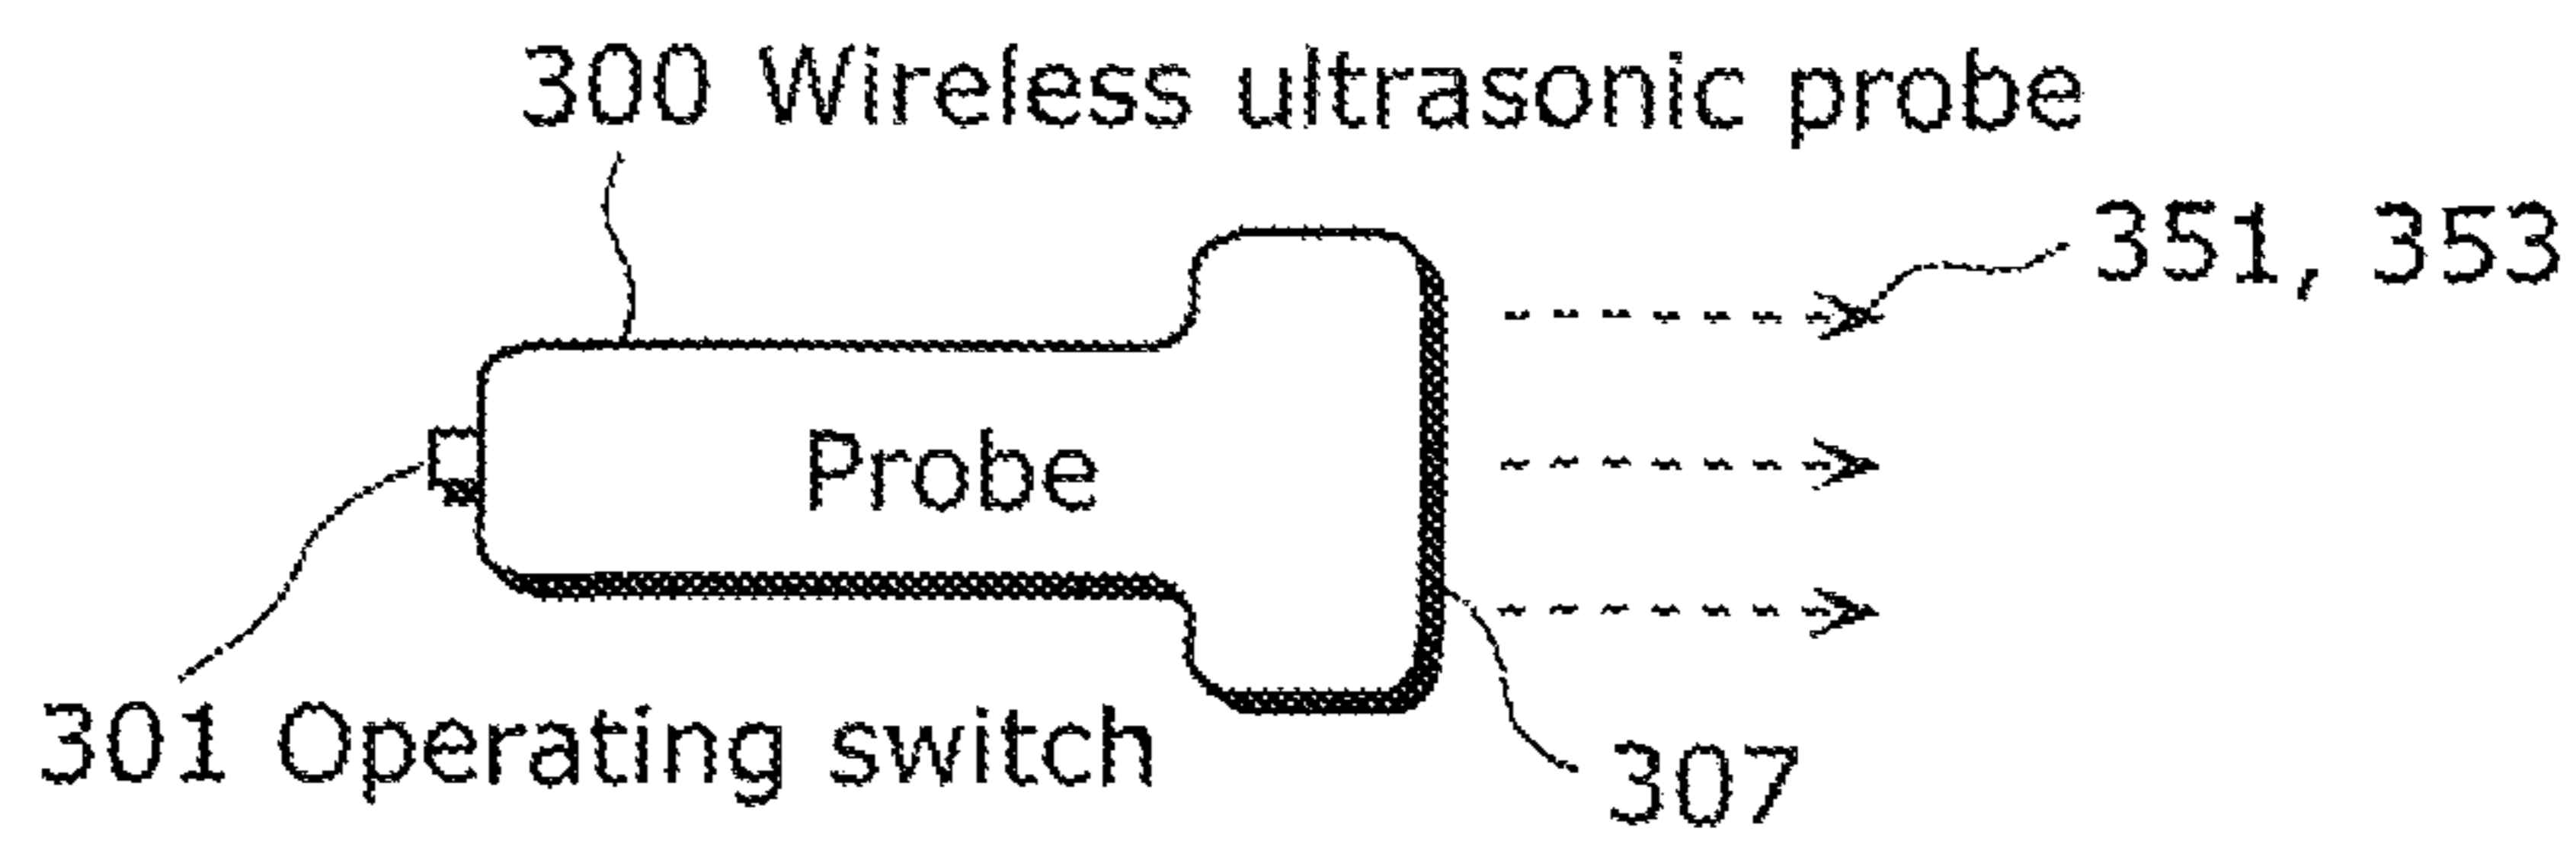 300 Wireless ultrasonic probe
351, 353
Probe
301 Operating switch
307